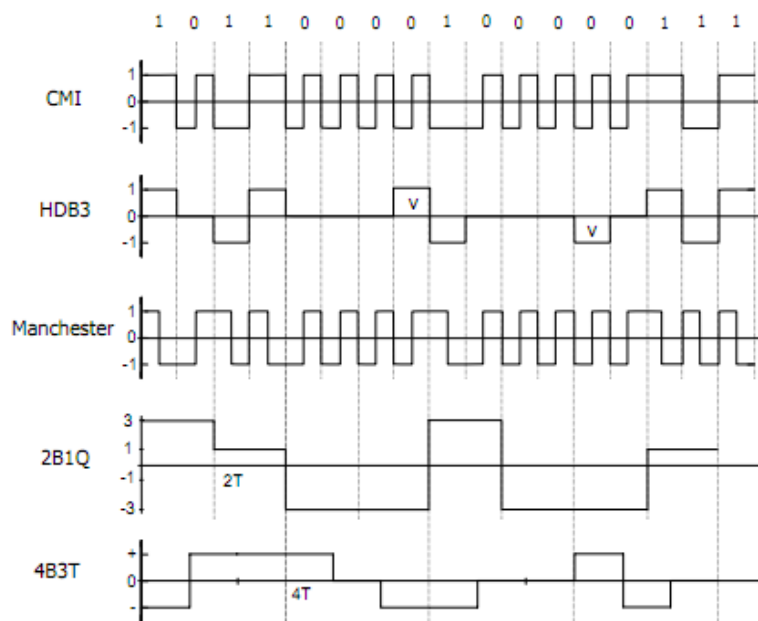 1 0 1 1 0 0 0 0 1 0 0 0 0 0 1 1 1
1
CMI 0
-1
1
HDB3 0
V
-1
V
1
Manchester 0
-1
3
2B1Q 1
-1 2T
-3
+
4B3T 0
4T
-